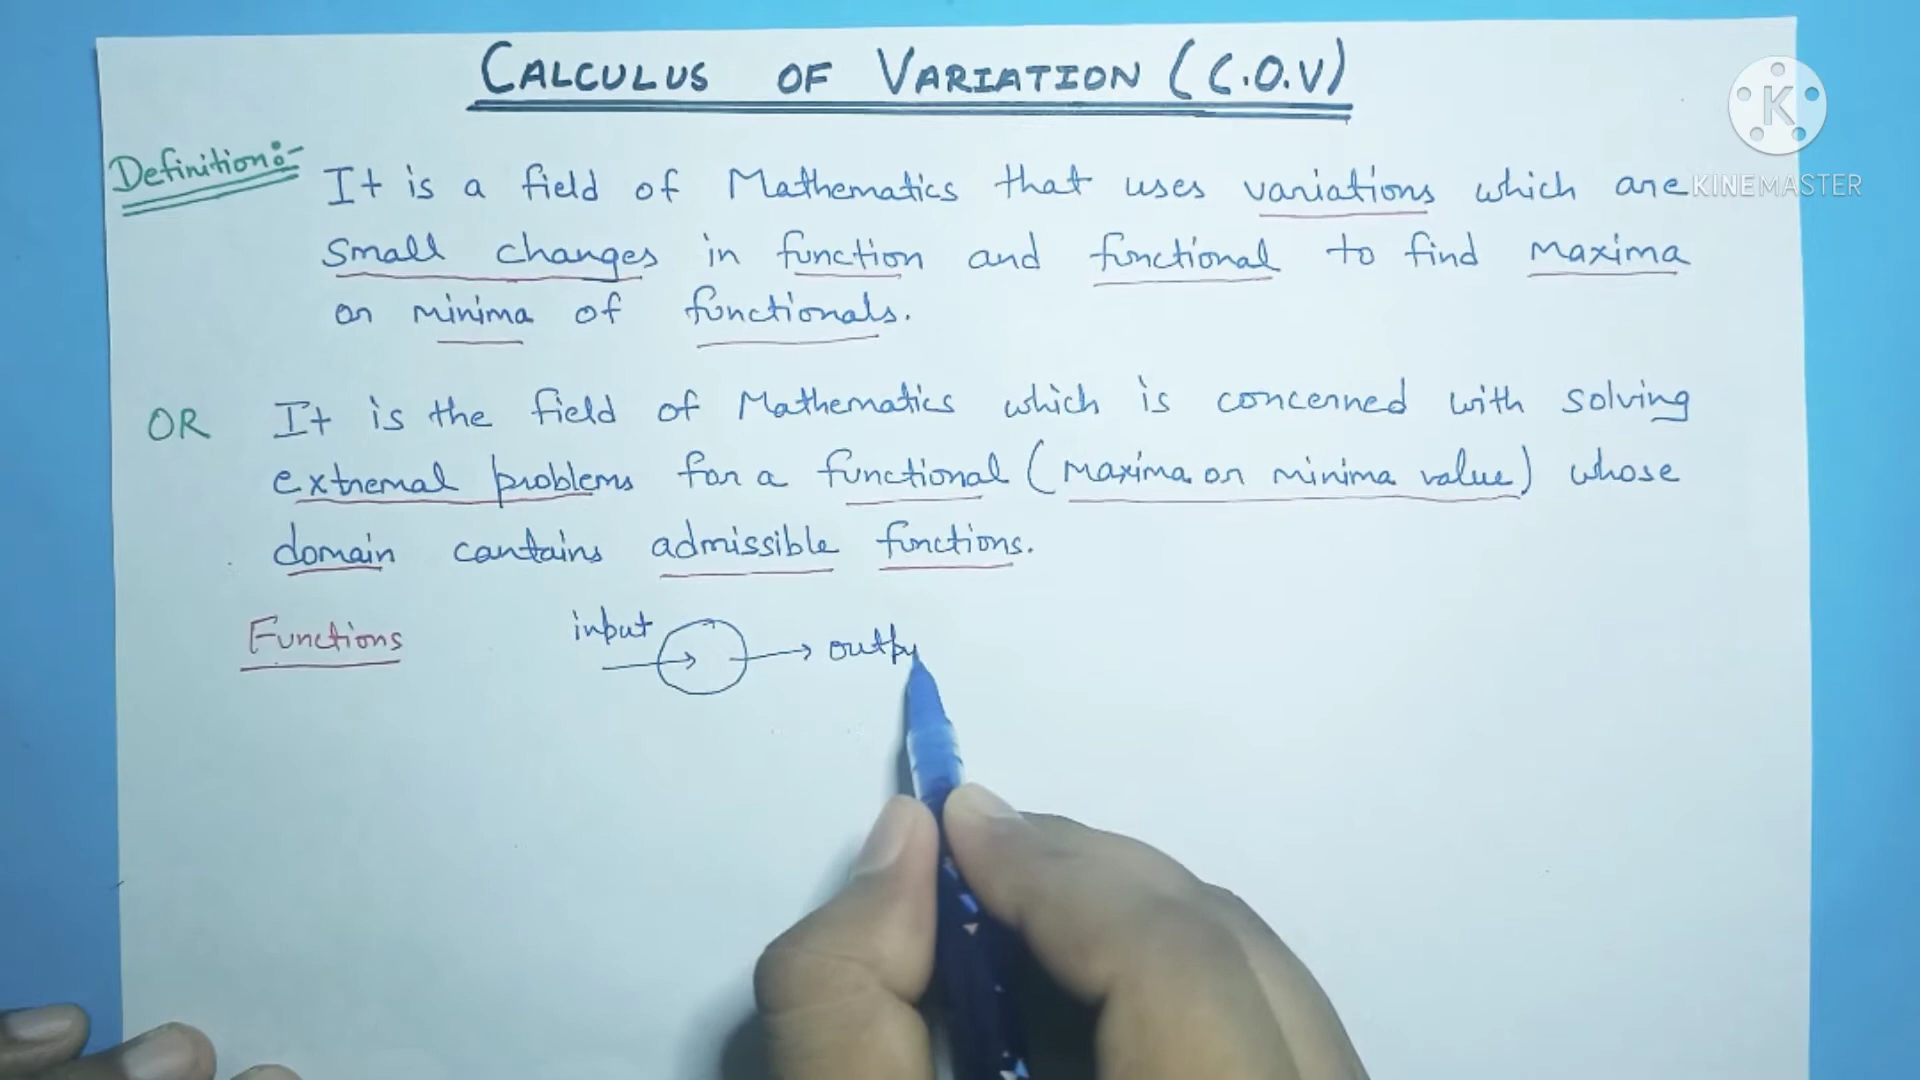 CALCULUS OF VARIATION (C.O.V)
Definition:- It is a field of Mathematics that uses variations which are
small changes in function and functional to find maxima
or minima of functionals.
OR It is the field of Mathematics which is concerned with solving
extremal problems for a functional (maxima or minima value) whose
domain contains admissible functions.
Functions input → outpu
K
KINEMASTER